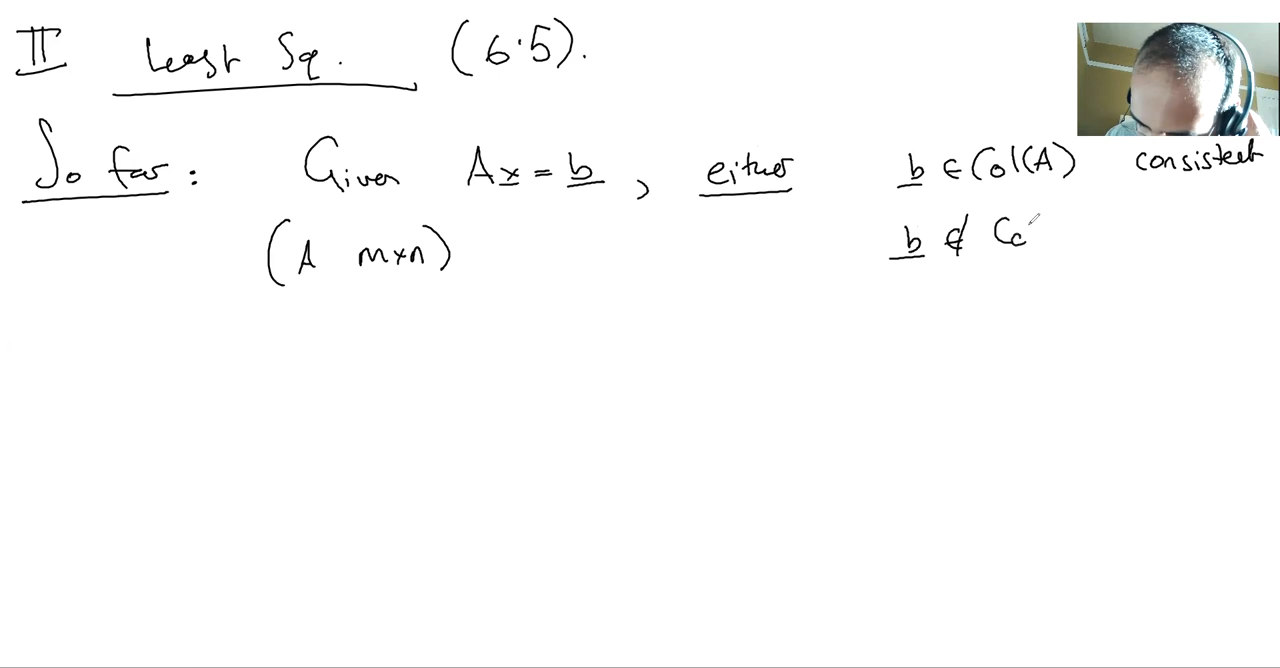 II Least Sq. (6.5).
So far: Given Ax = b, either b ∈ Col(A) consistent
(A m×n) b ∉ Co